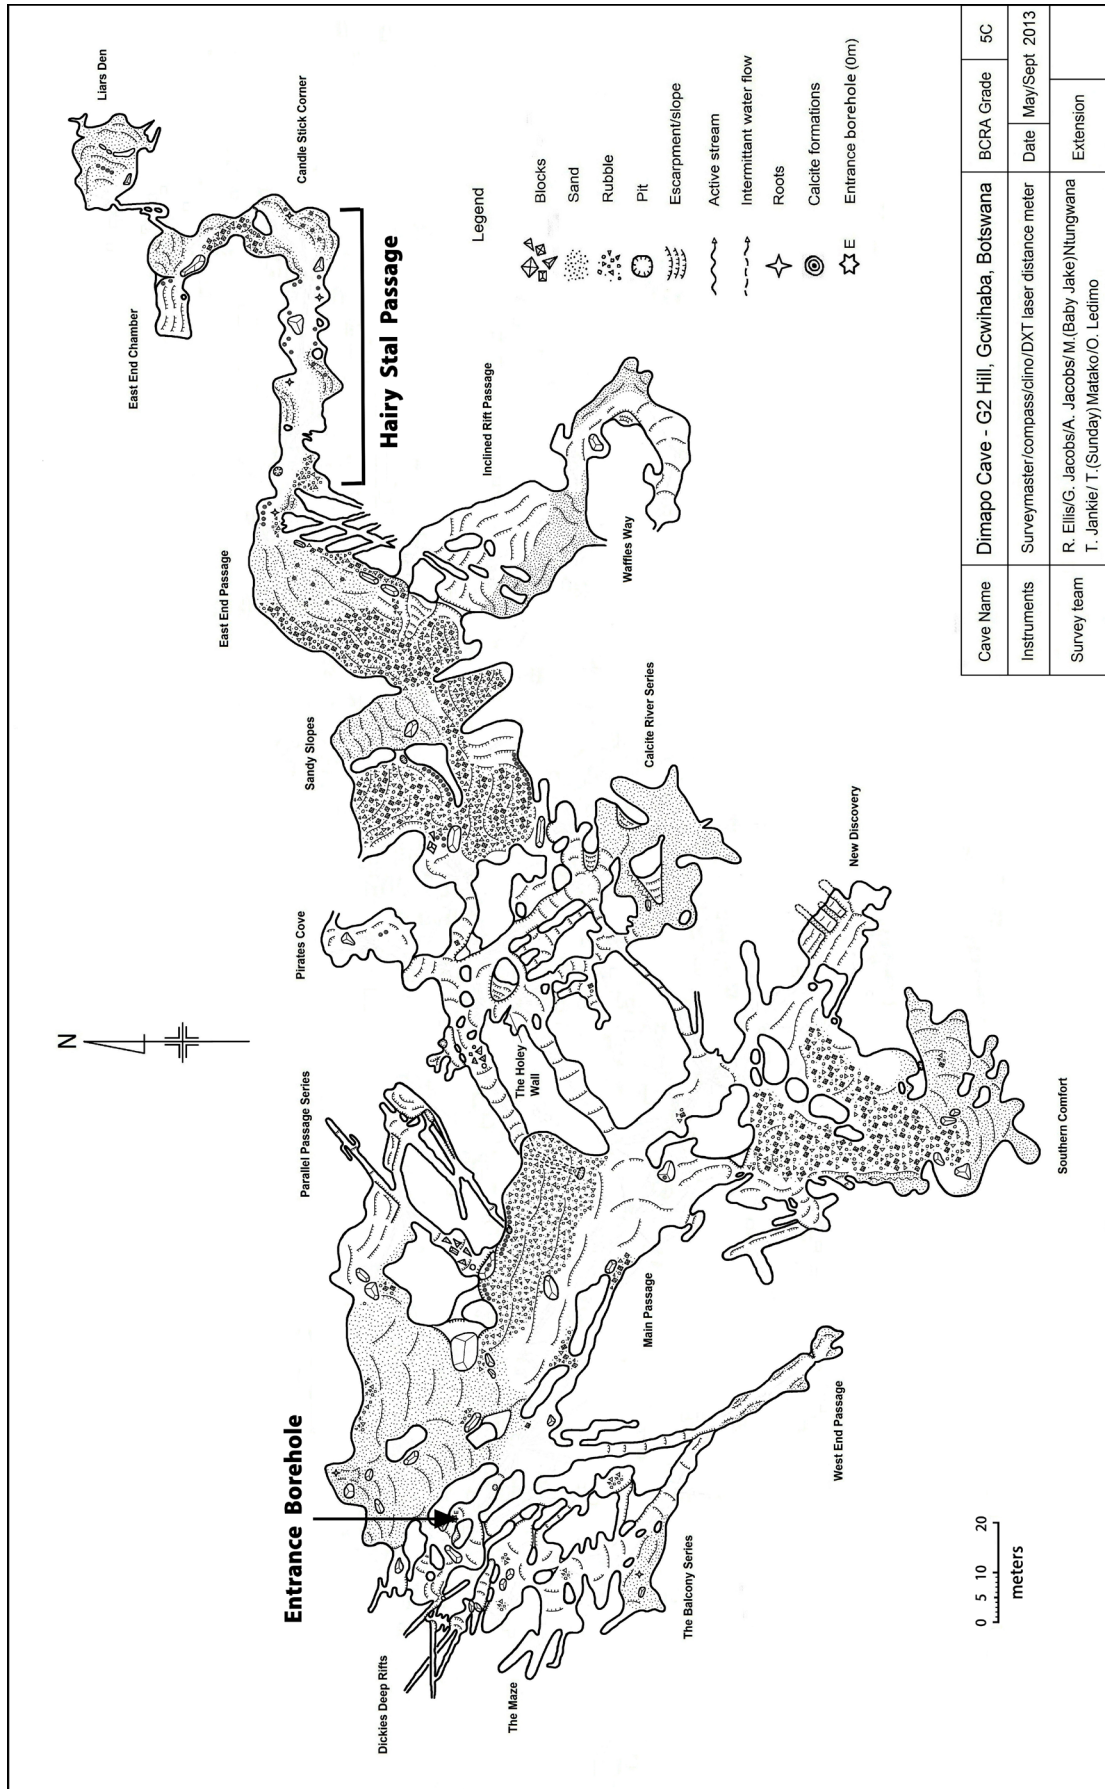 Liars Den
Candle Stick Corner
East End Chamber
Hairy Stal Passage
East End Passage
Inclined Rift Passage
Waffles Way
Sandy Slopes
Calcite River Series
Pirates Cove
New Discovery
N
The Holey
Wall
Parallel Passage Series
Southern Comfort
Main Passage
Entrance Borehole
West End Passage
Dickies Deep Rifts
The Maze
The Balcony Series
Legend
Blocks
Sand
Rubble
Pit
Escarpment/slope
Active stream
Intermittant water flow
Roots
Calcite formations
E Entrance borehole (0m)
0 5 10 20
meters
Cave Name Dimapo Cave - G2 Hill, Gcwihaba, Botswana BCRA Grade 5C
Instruments Surveymaster/compass/clino/DXT laser distance meter Date May/Sept 2013
Survey team R. Ellis/G. Jacobs/A. Jacobs/ M.(Baby Jake)Ntungwana Extension
T. Jankie/ T.(Sunday) Matako/O. Ledimo